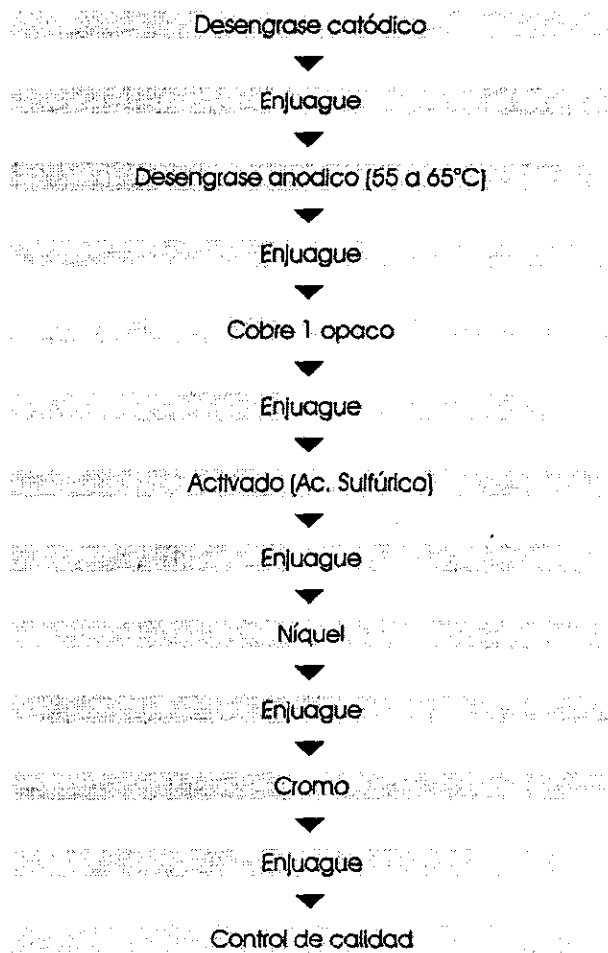 Desengrase catódico
Enjuague
Desengrase anodico (55 a 65°C)
Enjuague
Cobre 1 opaco
Enjuague
Activado (Ac. Sulfúrico)
Enjuague
Níquel
Enjuague
Cromo
Enjuague
Control de calidad